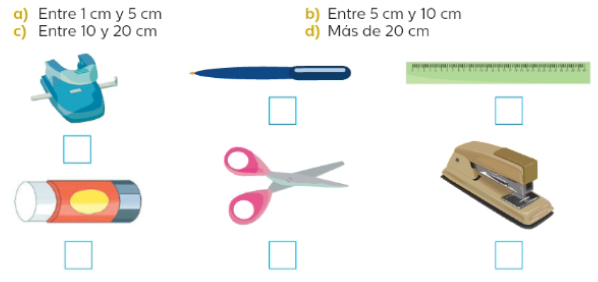 a) Entre 1 cm y 5 cm
b) Entre 5 cm y 10 cm
c) Entre 10 y 20 cm
d) Más de 20 cm